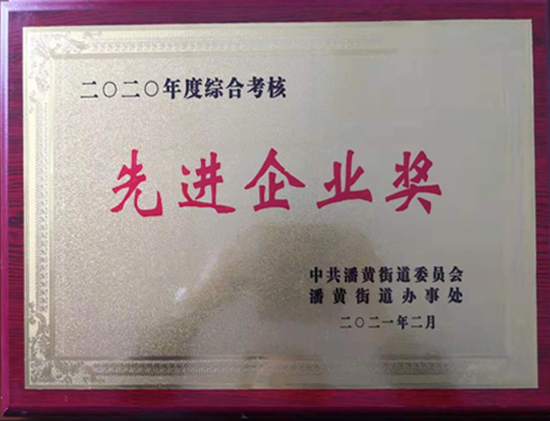 二〇二〇年度综合考核
先进企业奖
中共潘黄街道委员会
潘黄街道办事处
二〇二一年二月